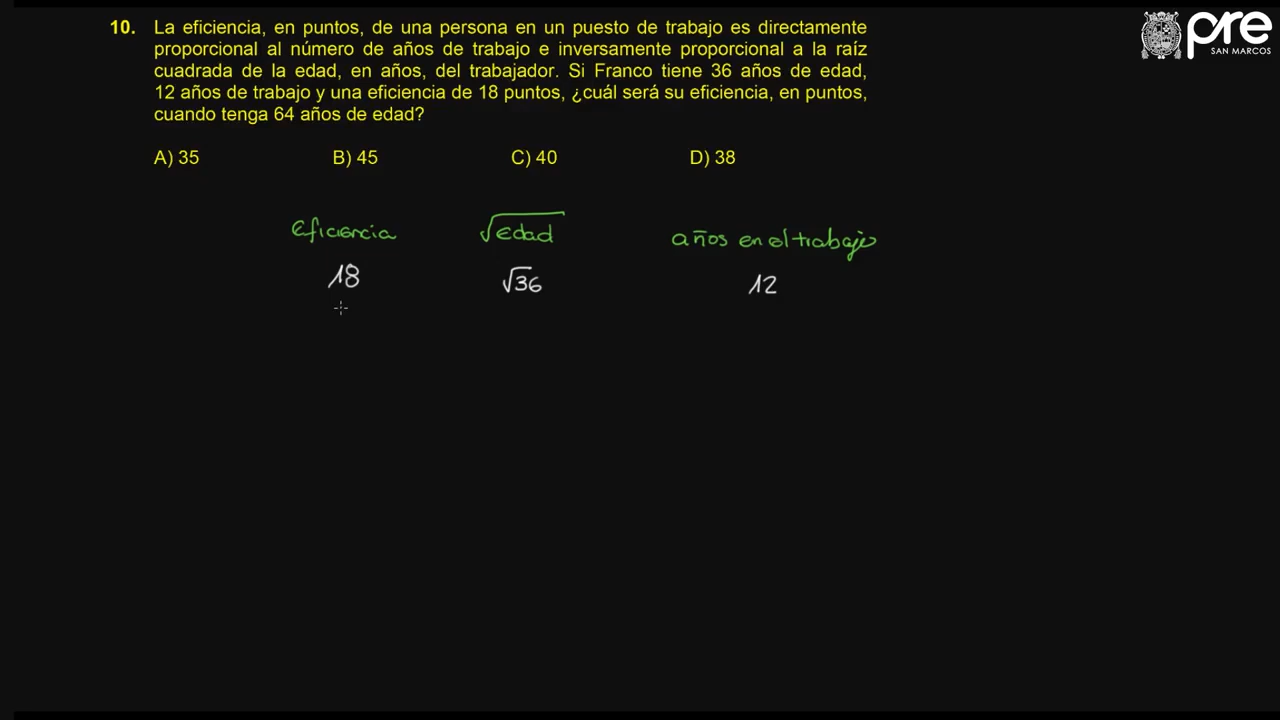 10. La eficiencia, en puntos, de una persona en un puesto de trabajo es directamente
proporcional al número de años de trabajo e inversamente proporcional a la raíz
cuadrada de la edad, en años, del trabajador. Si Franco tiene 36 años de edad,
12 años de trabajo y una eficiencia de 18 puntos, ¿cuál será su eficiencia, en puntos,
cuando tenga 64 años de edad?
A) 35 B) 45 C) 40 D) 38
eficiencia √edad años en el trabajo
18 √36 12
pre
SAN MARCOS